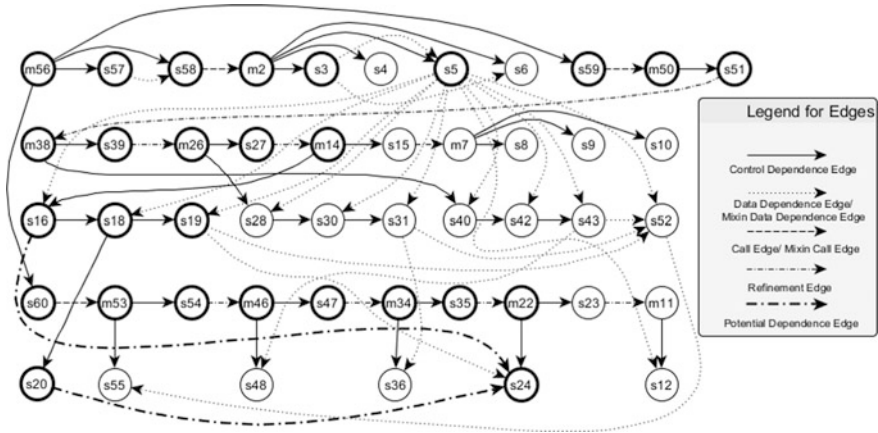 m56 s57 s58 m2 s3 s4 s5 s6 s59 m50 s51
Legend for Edges
m38 s39 m26 s27 m14 s15 m7 s8 s9 s10
Control Dependence Edge
Data Dependence Edge/
Mixin Data Dependence Edge
s16 s18 s19 s28 s30 s31 s40 s42 s43 s52
Call Edge/ Mixin Call Edge
Refinement Edge
s60 m53 s54 m46 s47 m34 s35 m22 s23 m11
Potential Dependence Edge
s20 s55 s48 s36 s24 s12